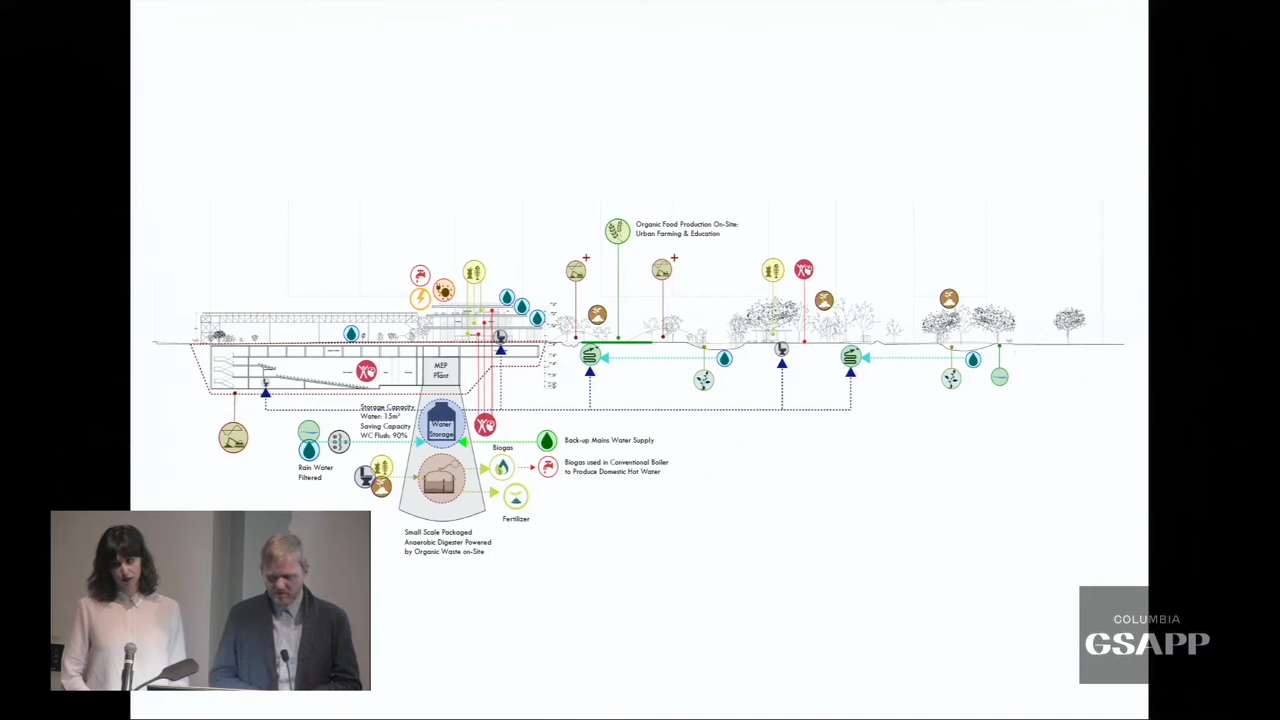 Organic Food Production On-Site:
Urban Farming & Education
MEP
Plant
Storage Capacity
Water: 15m³
Saving Capacity
WC Flush: 90%
Water
Storage
Rain Water
Filtered
Biogas
Back-up Mains Water Supply
Biogas used in Conventional Boiler
to Produce Domestic Hot Water
Fertilizer
Small Scale Packaged
Anaerobic Digester Powered
by Organic Waste on-Site
COLUMBIA
GSAPP